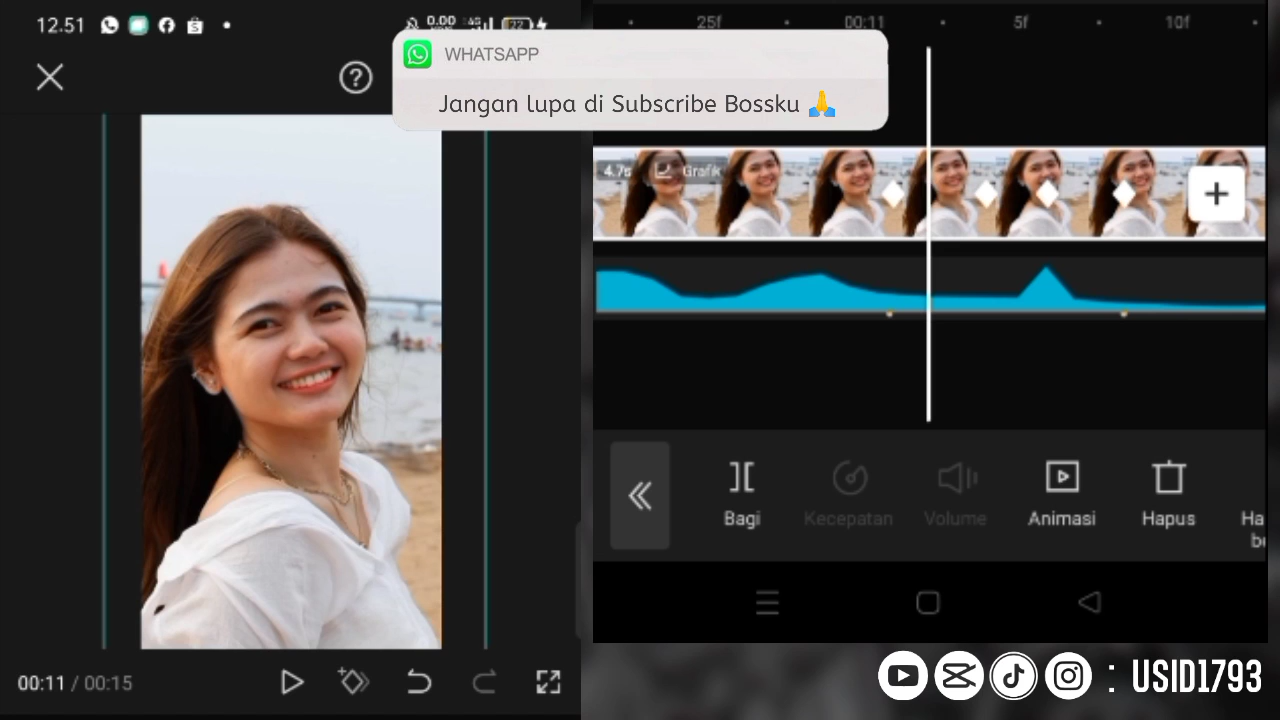 12.51
0.00
22
WHATSAPP
Jangan lupa di Subscribe Bossku 🙏
25f
00:11
5f
10f
4.7s
Grafik
Bagi
Kecepatan
Volume
Animasi
Hapus
00:11 / 00:15
: USID1793